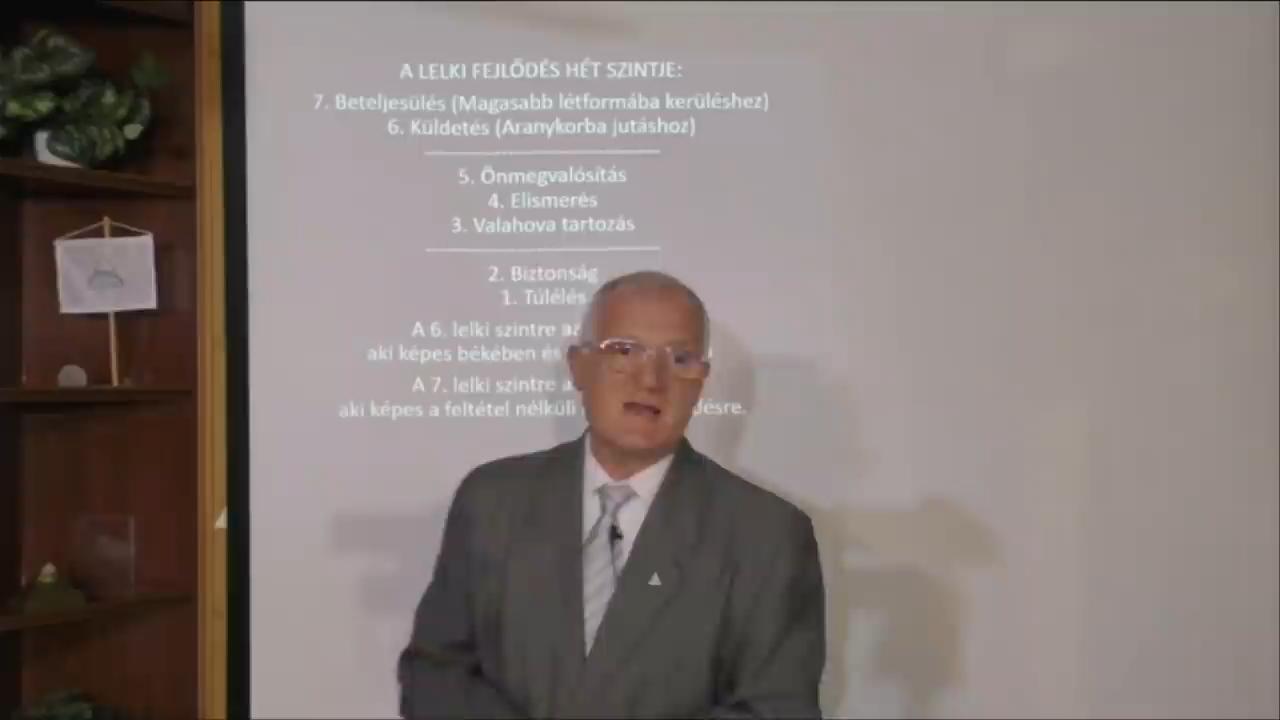 A LELKI FEJLŐDÉS HÉT SZINTJE:
7. Beteljesülés (Magasabb létformába kerüléshez)
6. Küldetés (Aranykorba jutáshoz)
5. Önmegvalósítás
4. Elismerés
3. Valahova tartozás
2. Biztonság
1. Túlélés
A 6. lelki szintre az
aki képes békében és
A 7. lelki szintre a
aki képes a feltétel nélküli